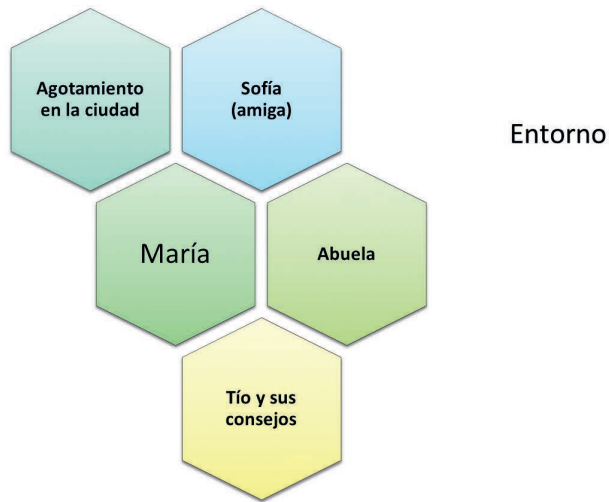 Agotamiento
en la ciudad
Sofía
(amiga)
Entorno
María
Abuela
Tío y sus
consejos